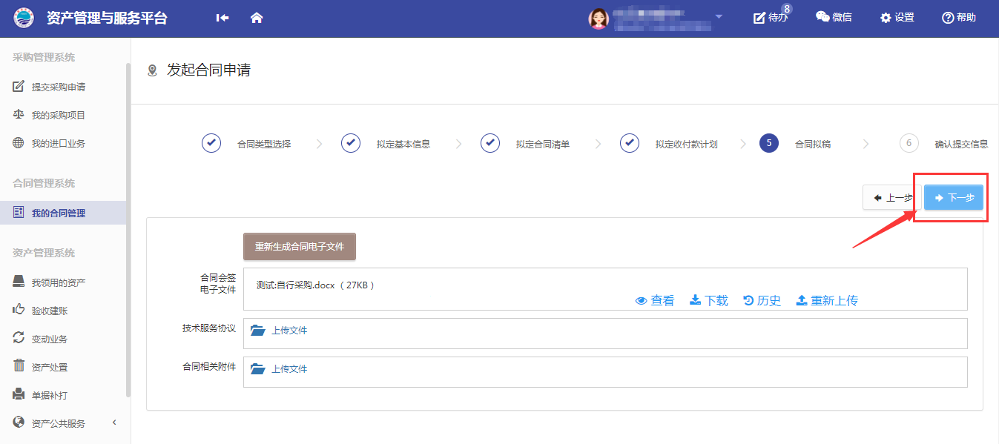 资产管理与服务平台
待办
8
微信
设置
帮助
采购管理系统
提交采购申请
我的采购项目
我的进口业务
合同管理系统
我的合同管理
资产管理系统
我领用的资产
验收建账
变动业务
资产处置
单据补打
资产公共服务
发起合同申请
合同类型选择
拟定基本信息
拟定合同清单
拟定收付款计划
5
合同拟稿
6
确认提交信息
上一步
下一步
重新生成合同电子文件
合同会签
电子文件
测试:自行采购.docx（27KB）
查看
下载
历史
重新上传
技术服务协议
上传文件
合同相关附件
上传文件